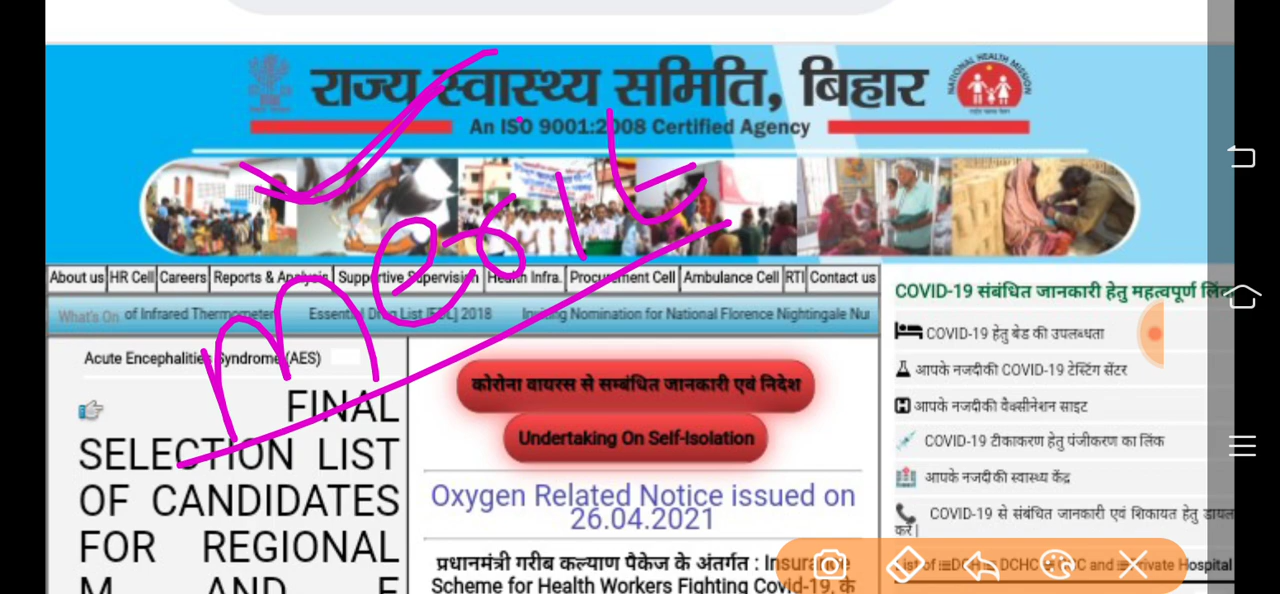 राज्य स्वास्थ्य समिति, बिहार
NATIONAL HEALTH MISSION
An ISO 9001:2008 Certified Agency
About us HR Cell Careers Reports & Analysis Supportive Supervision Health Infra. Procurement Cell Ambulance Cell RTI Contact us
What's On of Infrared Thermometer Essential Drug List [EDL] 2018 Inviting Nomination for National Florence Nightingale Nur
Acute Encephalities Syndrome (AES)
FINAL
SELECTION LIST
OF CANDIDATES
FOR REGIONAL
M AND E
कोरोना वायरस से सम्बंधित जानकारी एवं निदेश
Undertaking On Self-Isolation
Oxygen Related Notice issued on
26.04.2021
प्रधानमंत्री गरीब कल्याण पैकेज के अंतर्गत : Insurance
Scheme for Health Workers Fighting Covid-19, के
COVID-19 संबंधित जानकारी हेतु महत्वपूर्ण लिंक
COVID-19 हेतु बेड की उपलब्धता
आपके नजदीकी COVID-19 टेस्टिंग सेंटर
आपके नजदीकी वैक्सीनेशन साइट
COVID-19 टीकाकरण हेतु पंजीकरण का लिंक
आपके नजदीकी स्वास्थ्य केंद्र
COVID-19 से संबंधित जानकारी एवं शिकायत हेतु डायल
करें |
List of DCH DCHC and Private Hospital